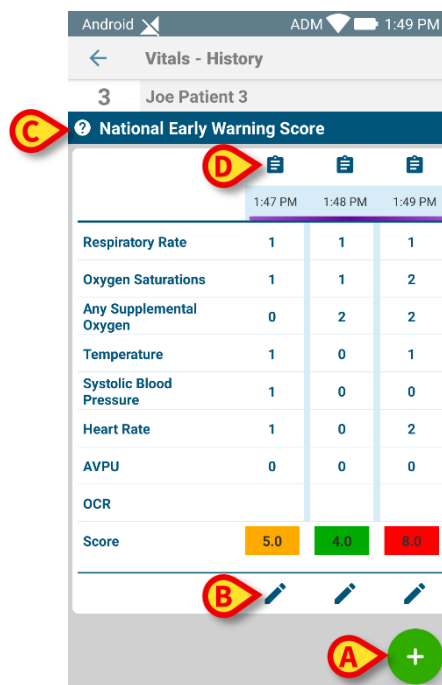 Android ADM 1:49 PM
Vitals - History
3 Joe Patient 3
C ? National Early Warning Score
D
1:47 PM 1:48 PM 1:49 PM
Respiratory Rate 1 1 1
Oxygen Saturations 1 1 2
Any Supplemental
Oxygen 0 2 2
Temperature 1 0 1
Systolic Blood
Pressure 1 0 0
Heart Rate 1 0 2
AVPU 0 0 0
OCR
Score 5.0 4.0 8.0
B
A +